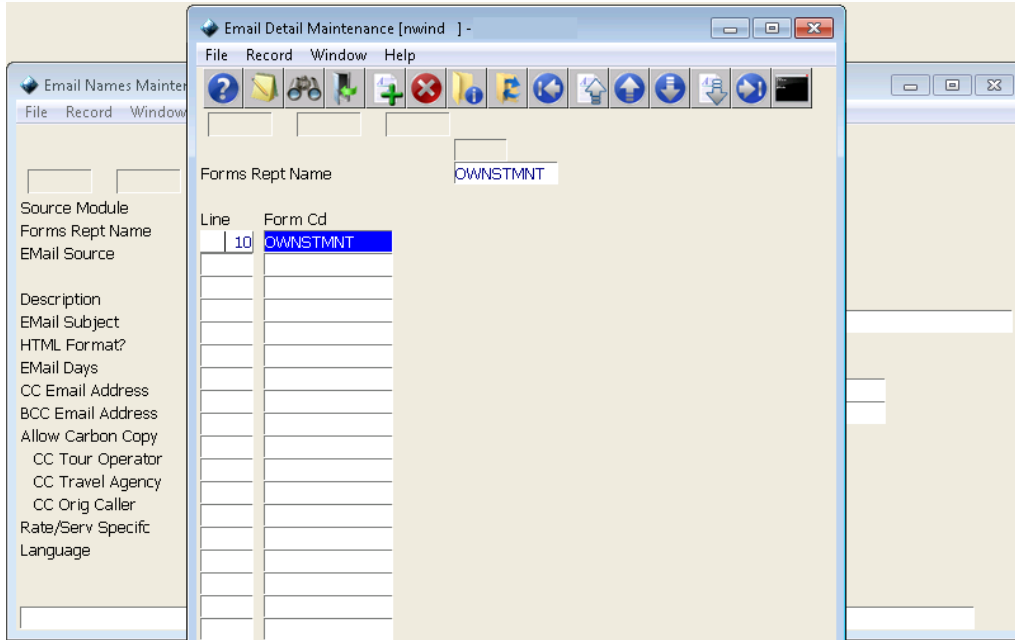 Email Detail Maintenance [nwind ] -
File Record Window Help
Forms Rept Name OWNSTMNT
Line Form Cd
10 OWNSTMNT
Email Names
File Record Window
Source Module
Forms Rept Name
EMail Source
Description
EMail Subject
HTML Format?
EMail Days
CC Email Address
BCC Email Address
Allow Carbon Copy
CC Tour Operator
CC Travel Agency
CC Orig Caller
Rate/Serv Specifc
Language